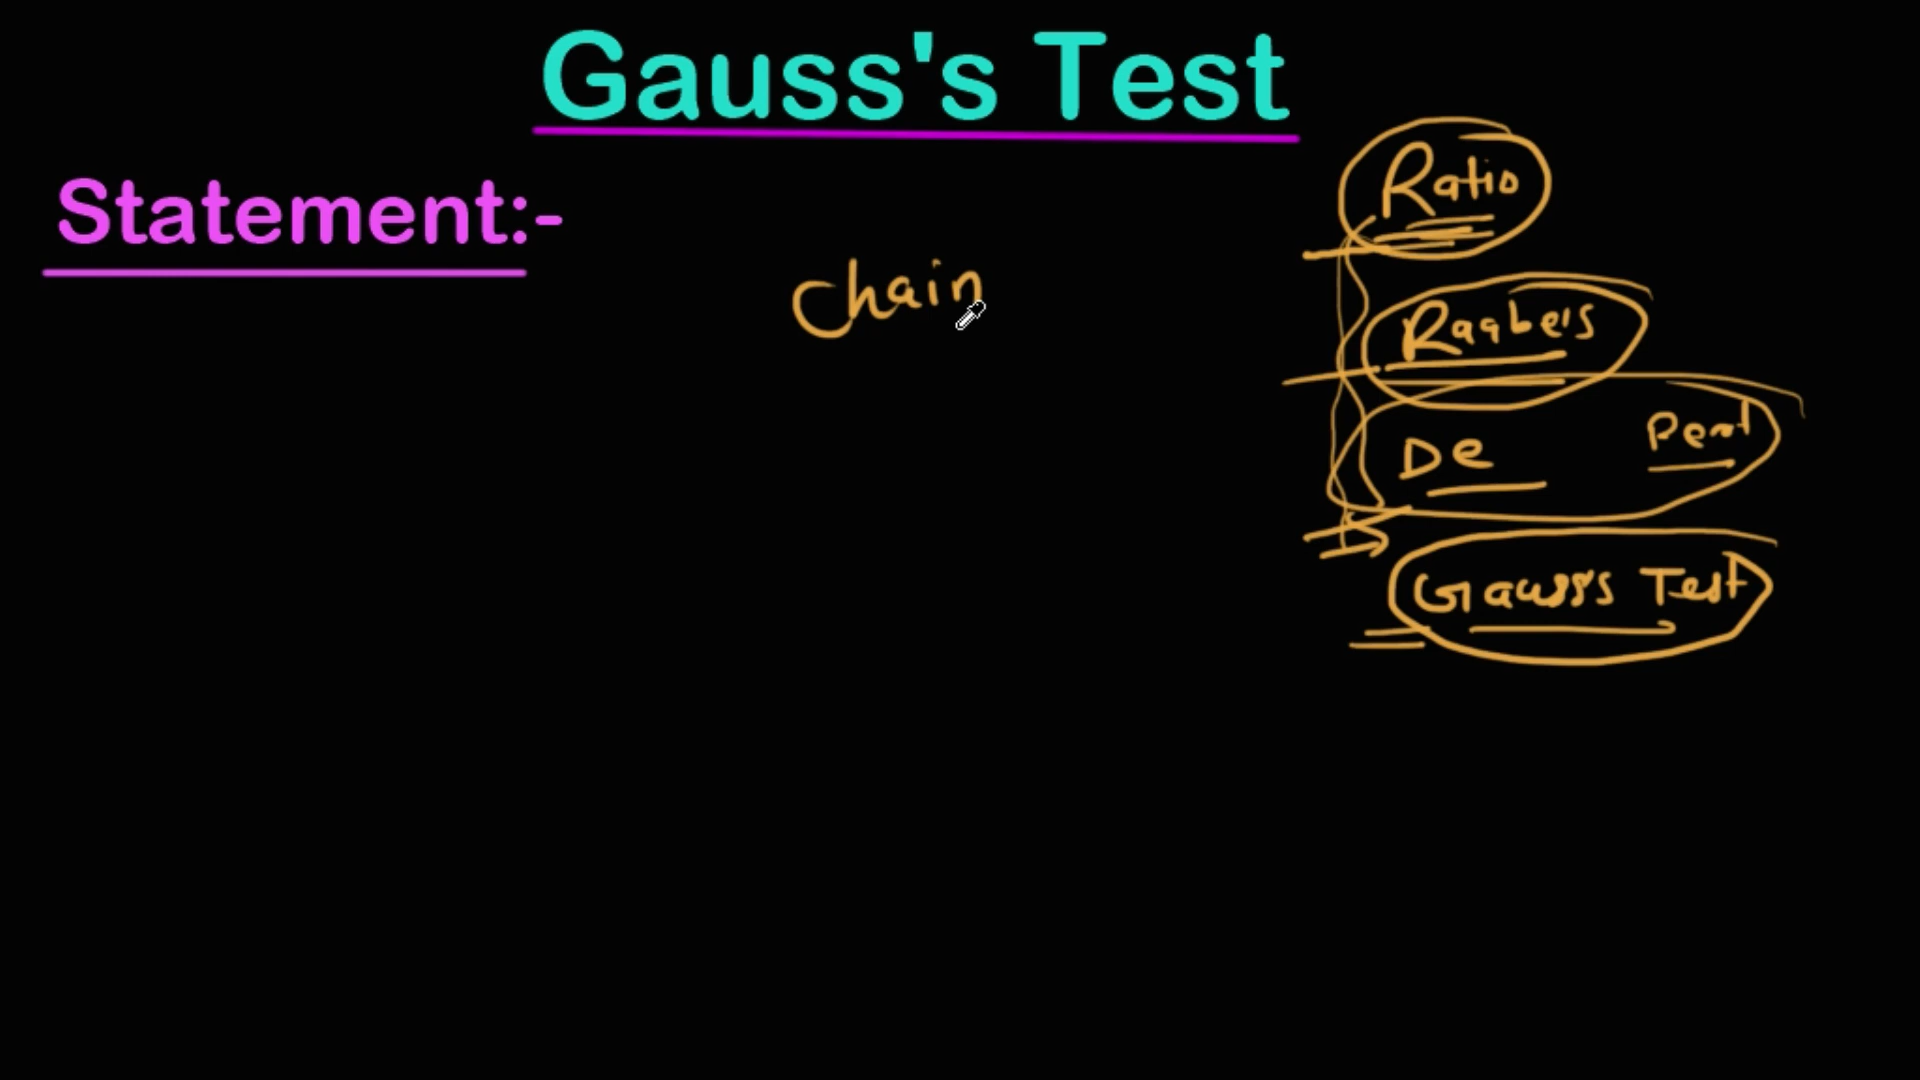 Gauss's Test
Statement:-
chain
Ratio
Raabe's
De
Gauss's Test